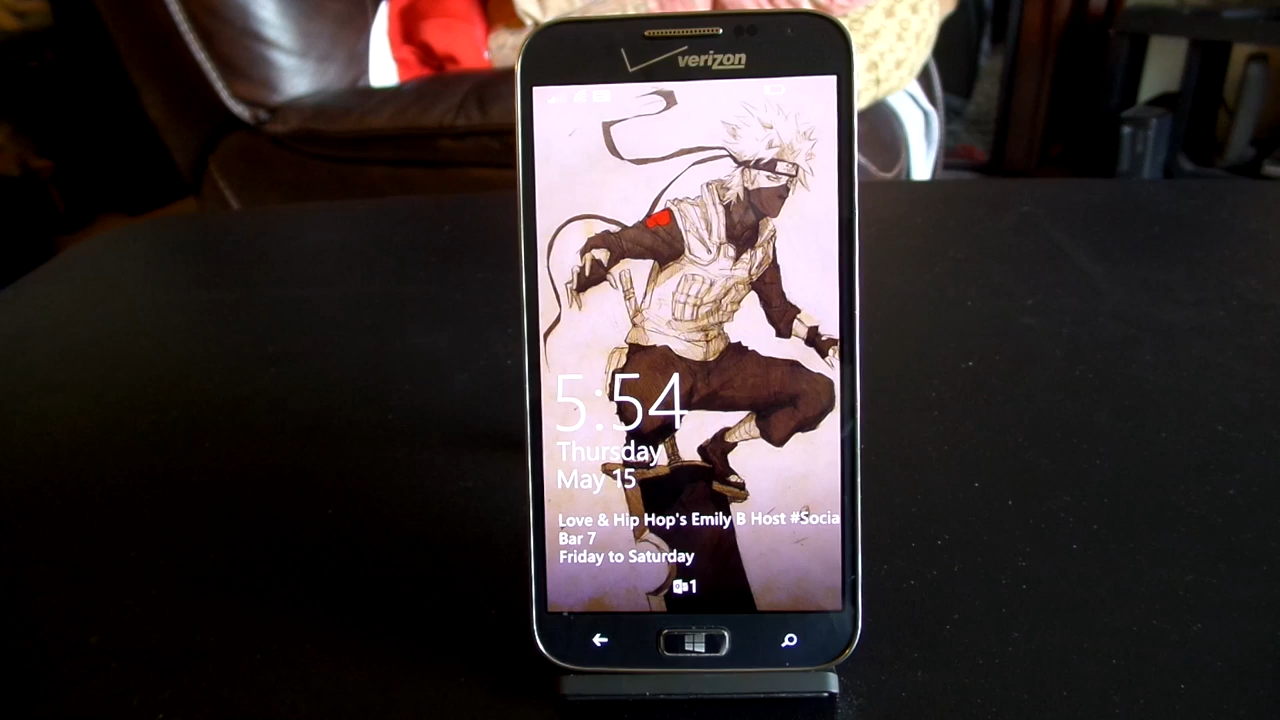 verizon
5:54
Thursday
May 15
Love & Hip Hop's Emily B Host #Socia
Bar 7
Friday to Saturday
1